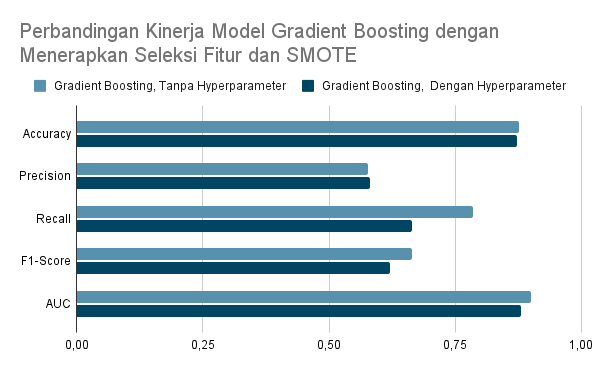 Perbandingan Kinerja Model Gradient Boosting dengan
Menerapkan Seleksi Fitur dan SMOTE
Gradient Boosting, Tanpa Hyperparameter
Gradient Boosting, Dengan Hyperparameter
Accuracy
Precision
Recall
F1-Score
AUC
0,00
0,25
0,50
0,75
1,00